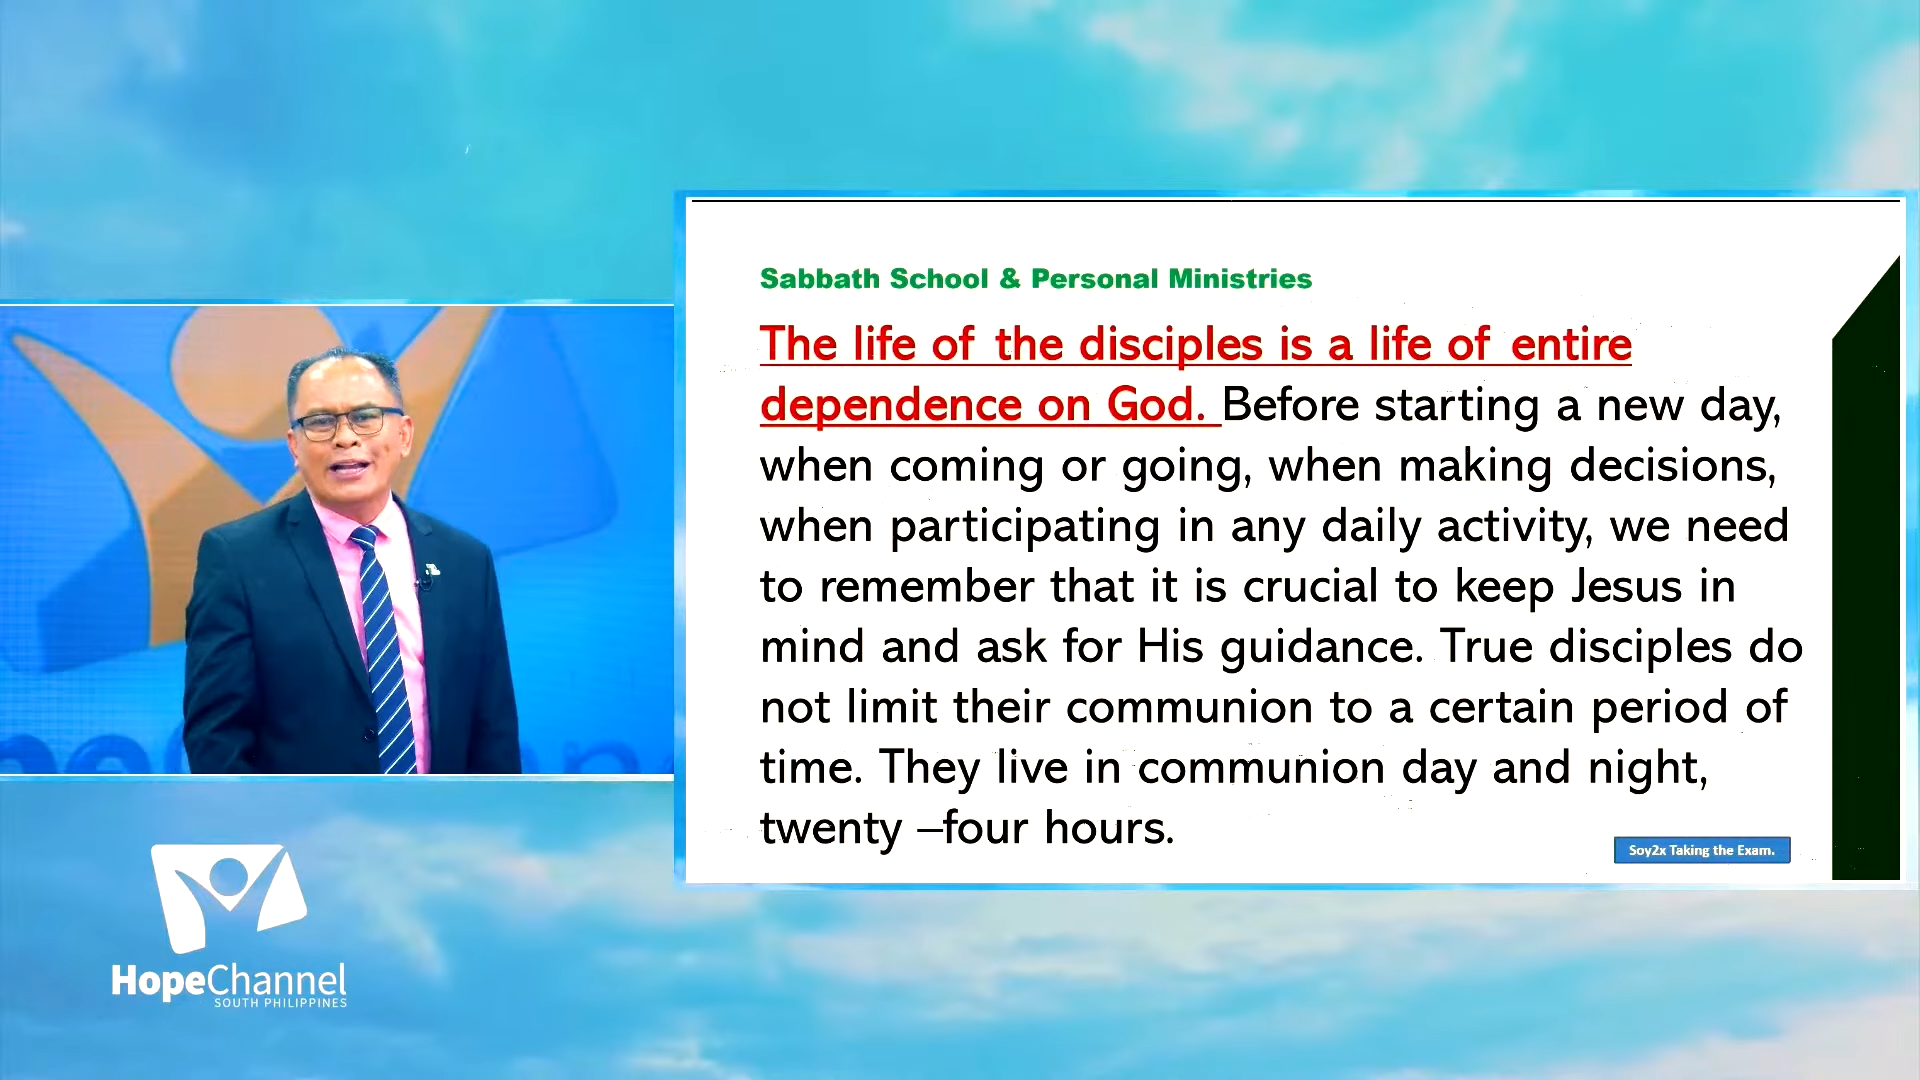 Sabbath School & Personal Ministries
The life of the disciples is a life of entire
dependence on God. Before starting a new day,
when coming or going, when making decisions,
when participating in any daily activity, we need
to remember that it is crucial to keep Jesus in
mind and ask for His guidance. True disciples do
not limit their communion to a certain period of
time. They live in communion day and night,
twenty –four hours.
Soy2x Taking the Exam.
HopeChannel
SOUTH PHILIPPINES